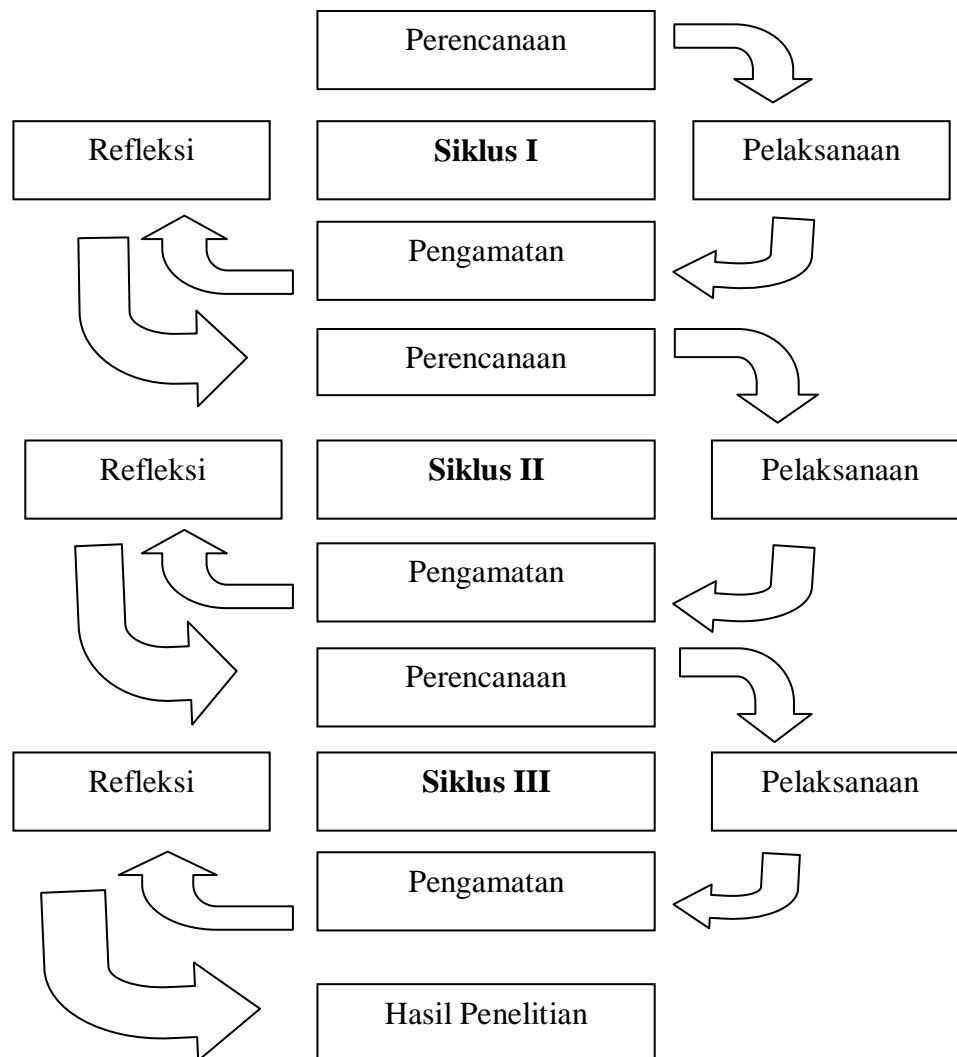 Perencanaan
Refleksi
Siklus I
Pelaksanaan
Pengamatan
Perencanaan
Refleksi
Siklus II
Pelaksanaan
Pengamatan
Perencanaan
Refleksi
Siklus III
Pelaksanaan
Pengamatan
Hasil Penelitian